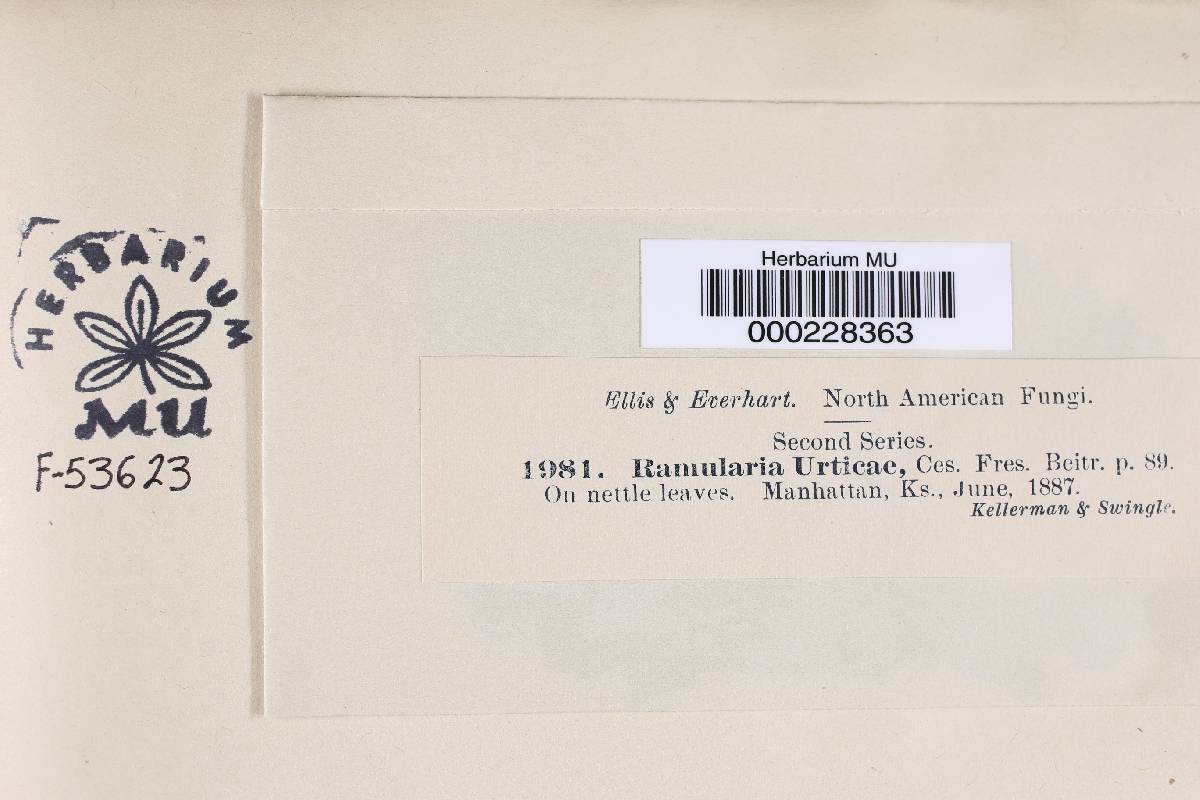 HERBARIUM
MU
F-53623
Herbarium MU
000228363
Ellis & Everhart. North American Fungi.
Second Series.
1981. Ramularia Urticae, Ces. Fres. Beitr. p. 89.
On nettle leaves. Manhattan, Ks., June, 1887.
Kellerman & Swingle.